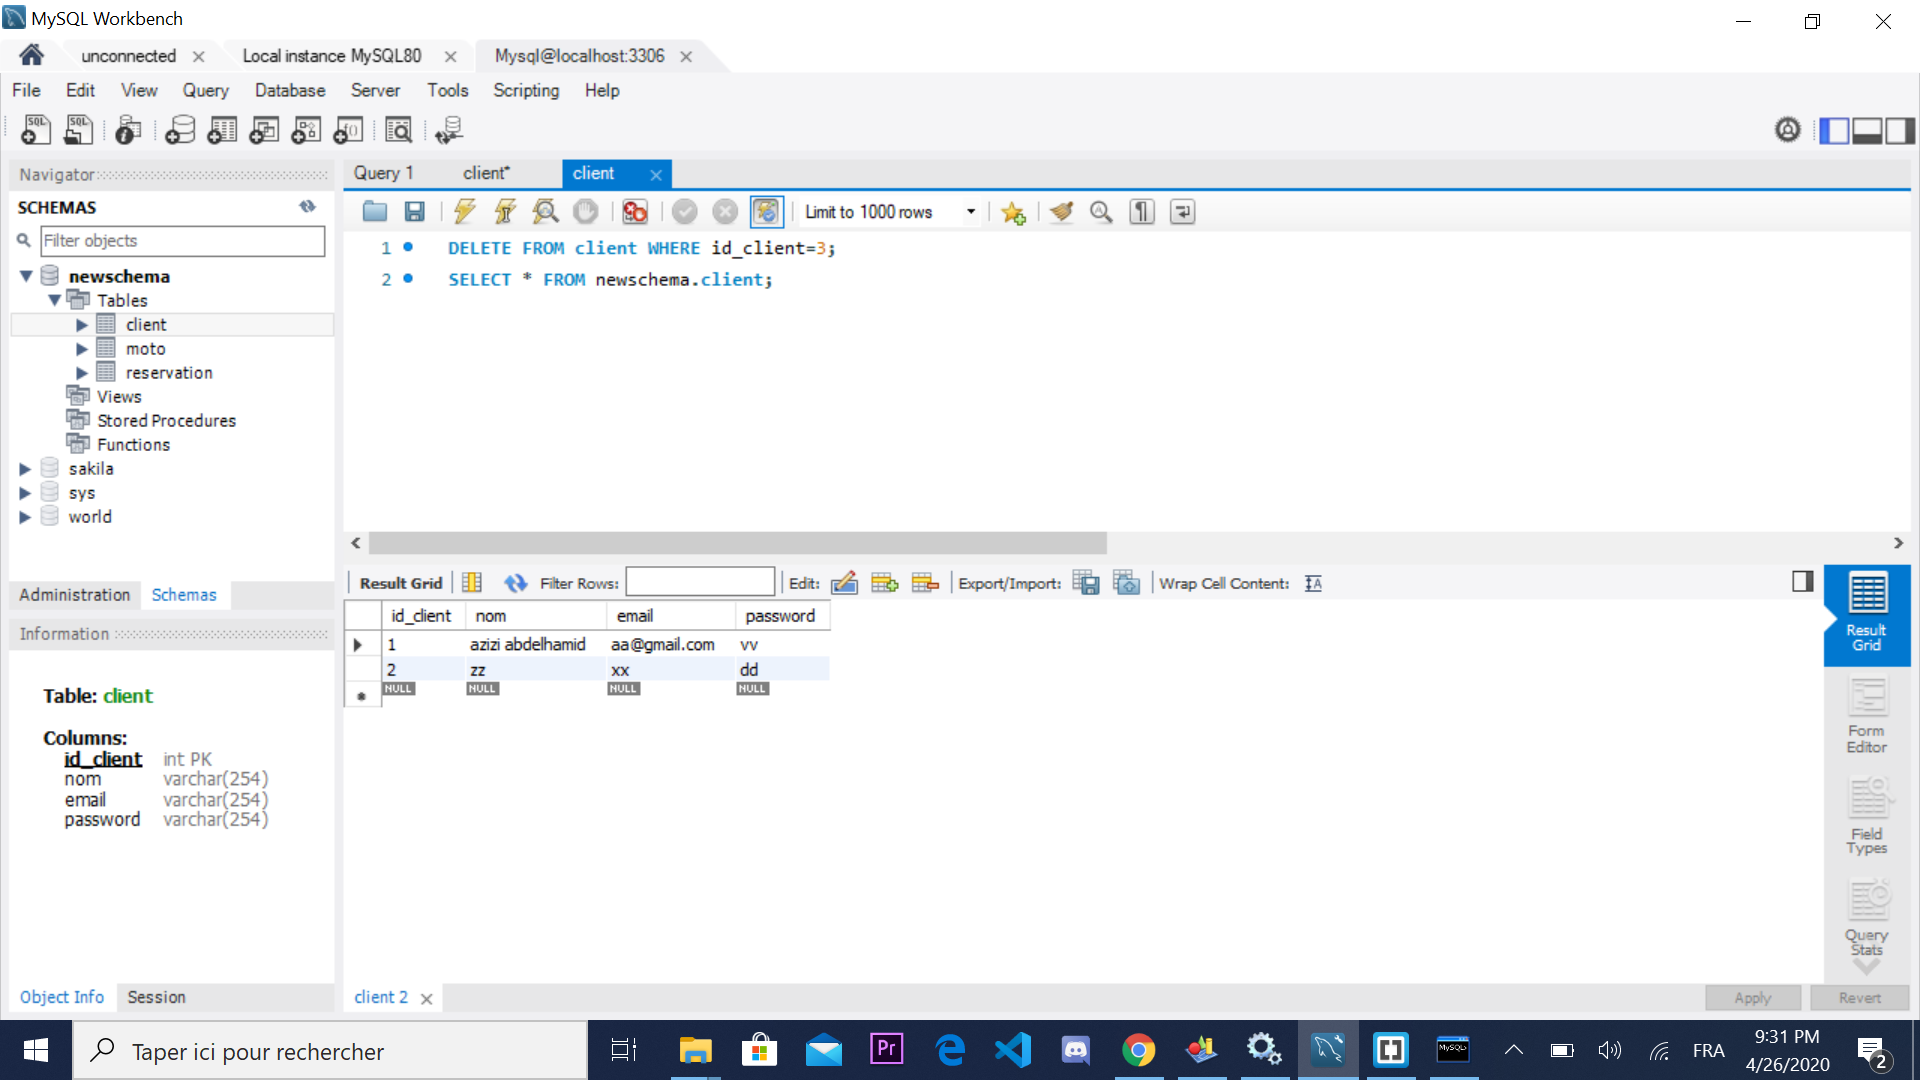 MySQL Workbench
unconnected
Local instance MySQL80
Mysql@localhost:3306
File Edit View Query Database Server Tools Scripting Help
Navigator
SCHEMAS
Filter objects
newschema
Tables
client
moto
reservation
Views
Stored Procedures
Functions
sakila
sys
world
Administration Schemas
Information
Table: client
Columns:
id_client int PK
nom varchar(254)
email varchar(254)
password varchar(254)
Object Info Session
Query 1 client* client
Limit to 1000 rows
1 DELETE FROM client WHERE id_client=3;
2 SELECT * FROM newschema.client;
Result Grid Filter Rows: Edit: Export/Import: Wrap Cell Content:
id_client nom email password
1 azizi abdelhamid aa@gmail.com vv
2 zz xx dd
NULL NULL NULL NULL
Result Grid
Form Editor
Field Types
Query Stats
client 2
Apply Revert
Taper ici pour rechercher
Pr
MySQL>
FRA
9:31 PM
4/26/2020
2